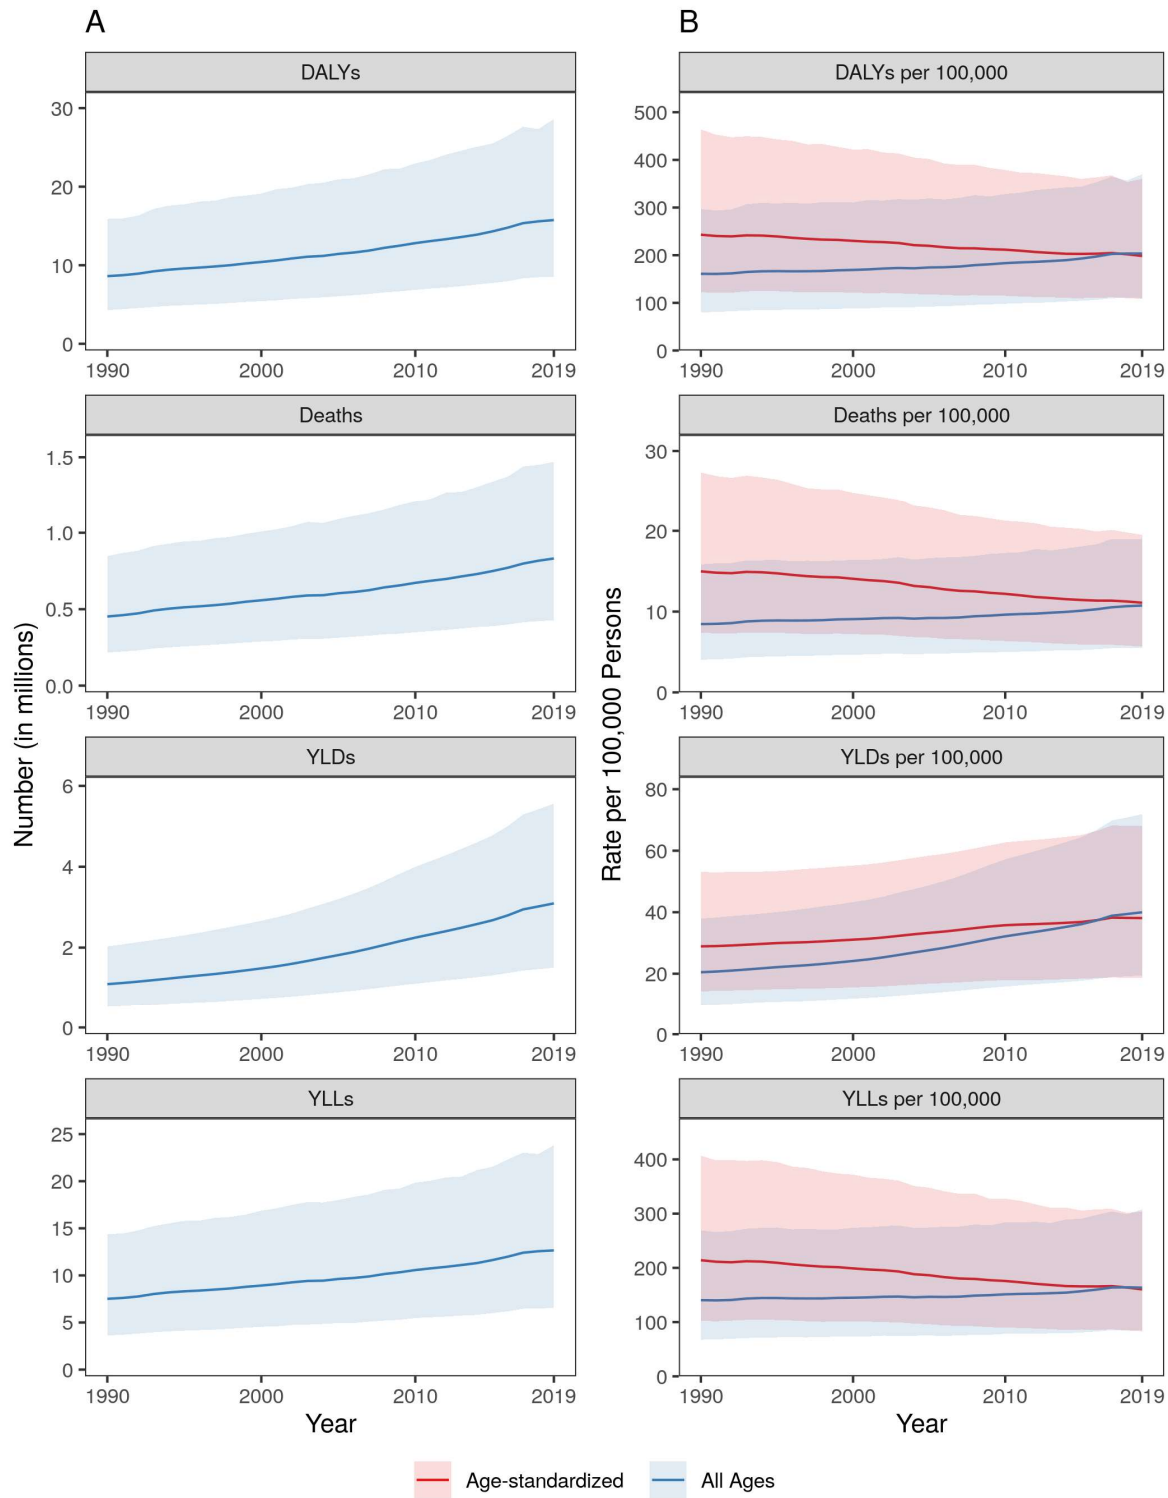 A
DALYs
30
20
10
0
1990 2000 2010 2019
Deaths
1.5
1.0
0.5
0.0
1990 2000 2010 2019
YLDs
6
4
2
0
1990 2000 2010 2019
YLLs
25
20
15
10
5
0
1990 2000 2010 2019
Year
Number (in millions)
B
DALYs per 100,000
500
400
300
200
100
0
1990 2000 2010 2019
Deaths per 100,000
30
20
10
0
1990 2000 2010 2019
YLDs per 100,000
80
60
40
20
0
1990 2000 2010 2019
YLLs per 100,000
400
300
200
100
0
1990 2000 2010 2019
Year
Rate per 100,000 Persons
Age-standardized All Ages